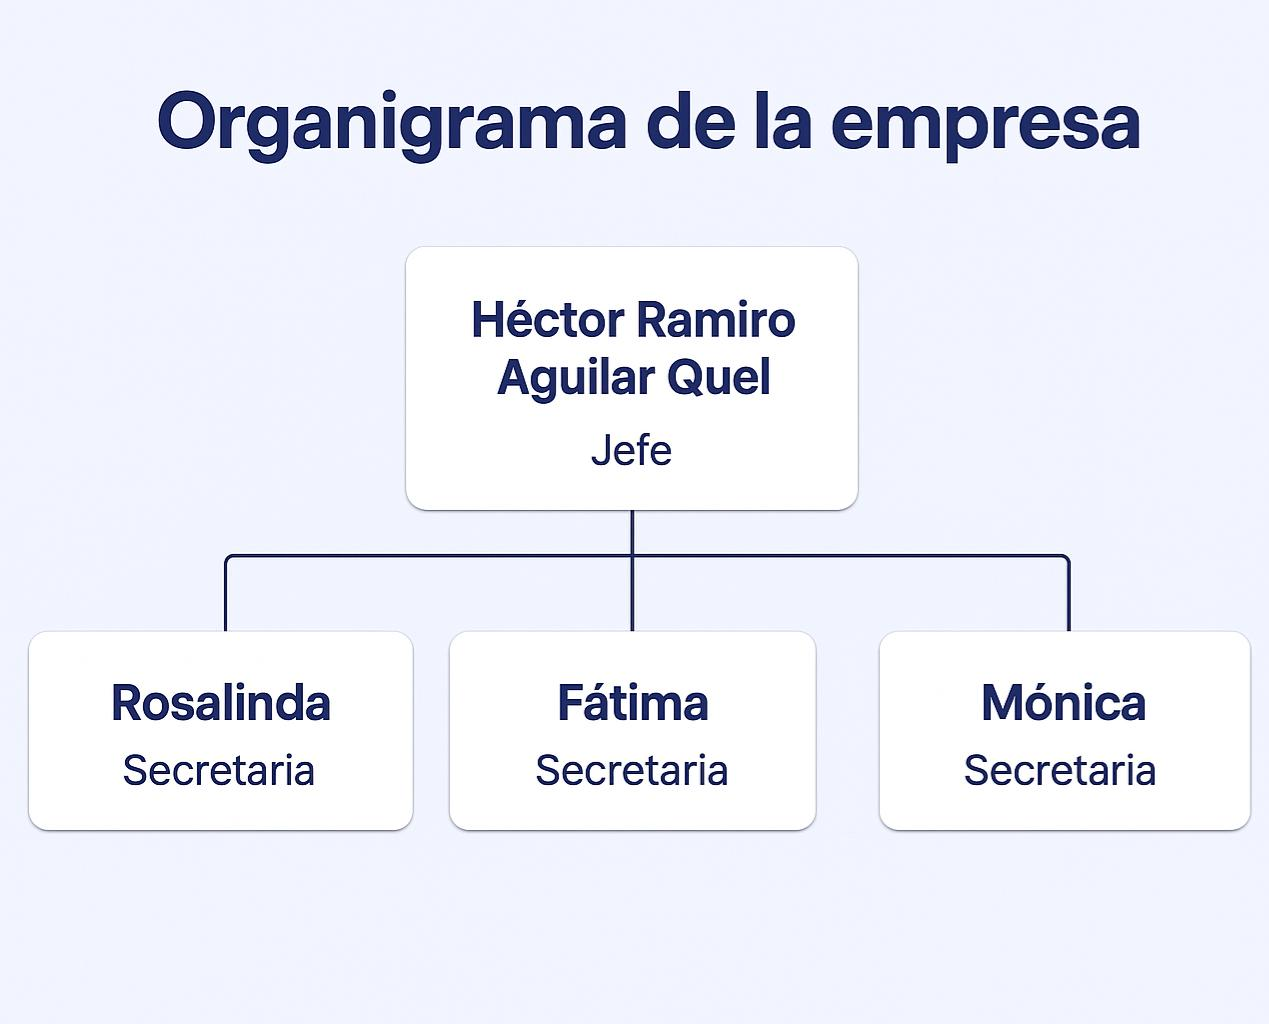 Organigrama de la empresa
Héctor Ramiro
Aguilar Quel
Jefe
Rosalinda
Secretaria
Fátima
Secretaria
Mónica
Secretaria